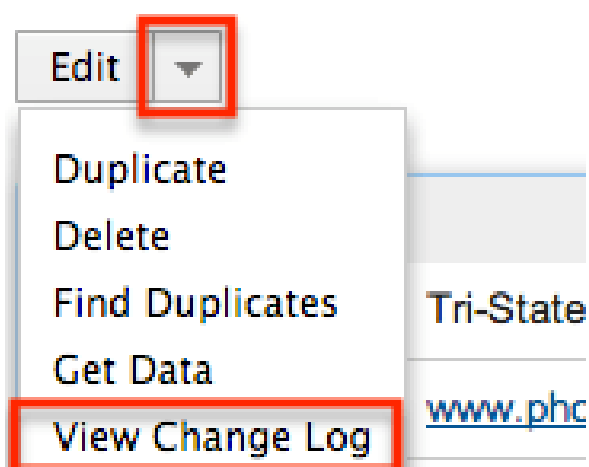 Edit
Duplicate
Delete
Find Duplicates
Tri-State
Get Data
www.pho
View Change Log